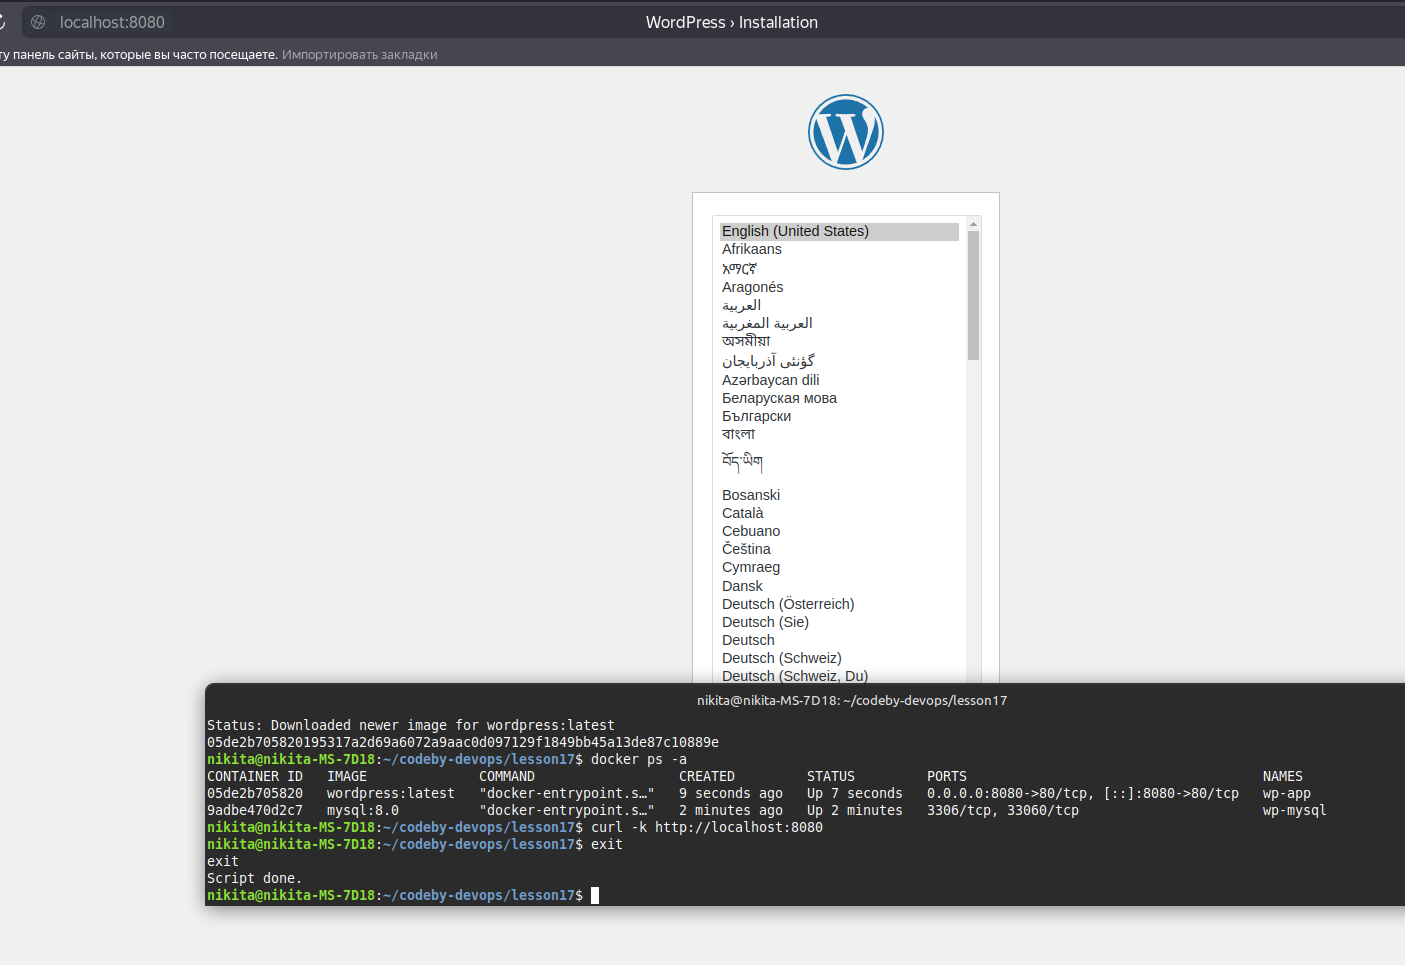 localhost:8080
WordPress › Installation
ту панель сайты, которые вы часто посещаете. Импортировать закладки
English (United States)
Afrikaans
አማርኛ
Aragonés
العربية
العربية المغربية
অসমীয়া
گؤنئی آذربایجان
Azərbaycan dili
Беларуская мова
Български
বাংলা
བོད་ཡིག
Bosanski
Català
Cebuano
Čeština
Cymraeg
Dansk
Deutsch (Österreich)
Deutsch (Sie)
Deutsch
Deutsch (Schweiz)
Deutsch (Schweiz, Du)
nikita@nikita-MS-7D18: ~/codeby-devops/lesson17
Status: Downloaded newer image for wordpress:latest
05de2b705820195317a2d69a6072a9aac0d097129f1849bb45a13de87c10889e
nikita@nikita-MS-7D18:~/codeby-devops/lesson17$ docker ps -a
CONTAINER ID   IMAGE              COMMAND                  CREATED         STATUS         PORTS                                     NAMES
05de2b705820   wordpress:latest   "docker-entrypoint.s…"   9 seconds ago   Up 7 seconds   0.0.0.0:8080->80/tcp, [::]:8080->80/tcp   wp-app
9adbe470d2c7   mysql:8.0          "docker-entrypoint.s…"   2 minutes ago   Up 2 minutes   3306/tcp, 33060/tcp                       wp-mysql
nikita@nikita-MS-7D18:~/codeby-devops/lesson17$ curl -k http://localhost:8080
nikita@nikita-MS-7D18:~/codeby-devops/lesson17$ exit
exit
Script done.
nikita@nikita-MS-7D18:~/codeby-devops/lesson17$